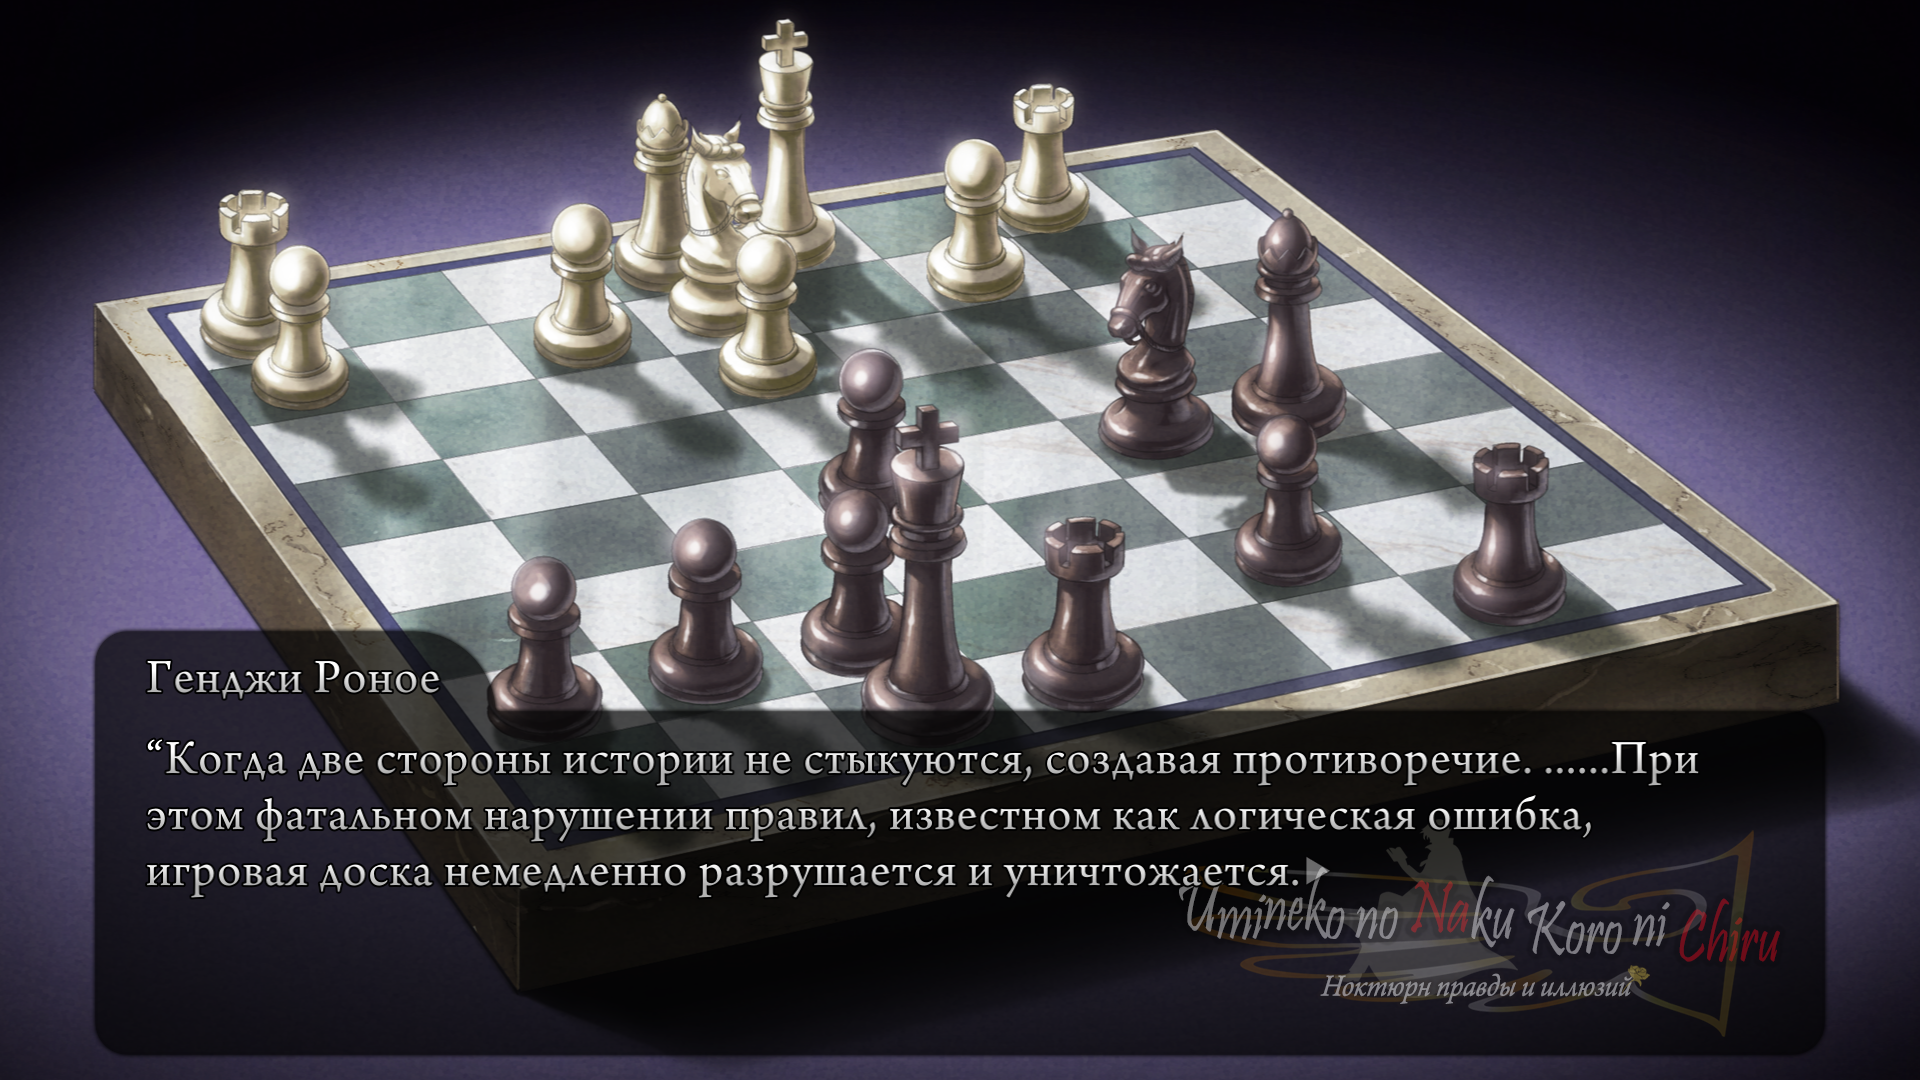 Генджи Роное
“Когда две стороны истории не стыкуются, создавая противоречие. ......При
этом фатальном нарушении правил, известном как логическая ошибка,
игровая доска немедленно разрушается и уничтожается.
Umineko no Naku Koro ni Chiru
Ноктюрн правды и иллюзий